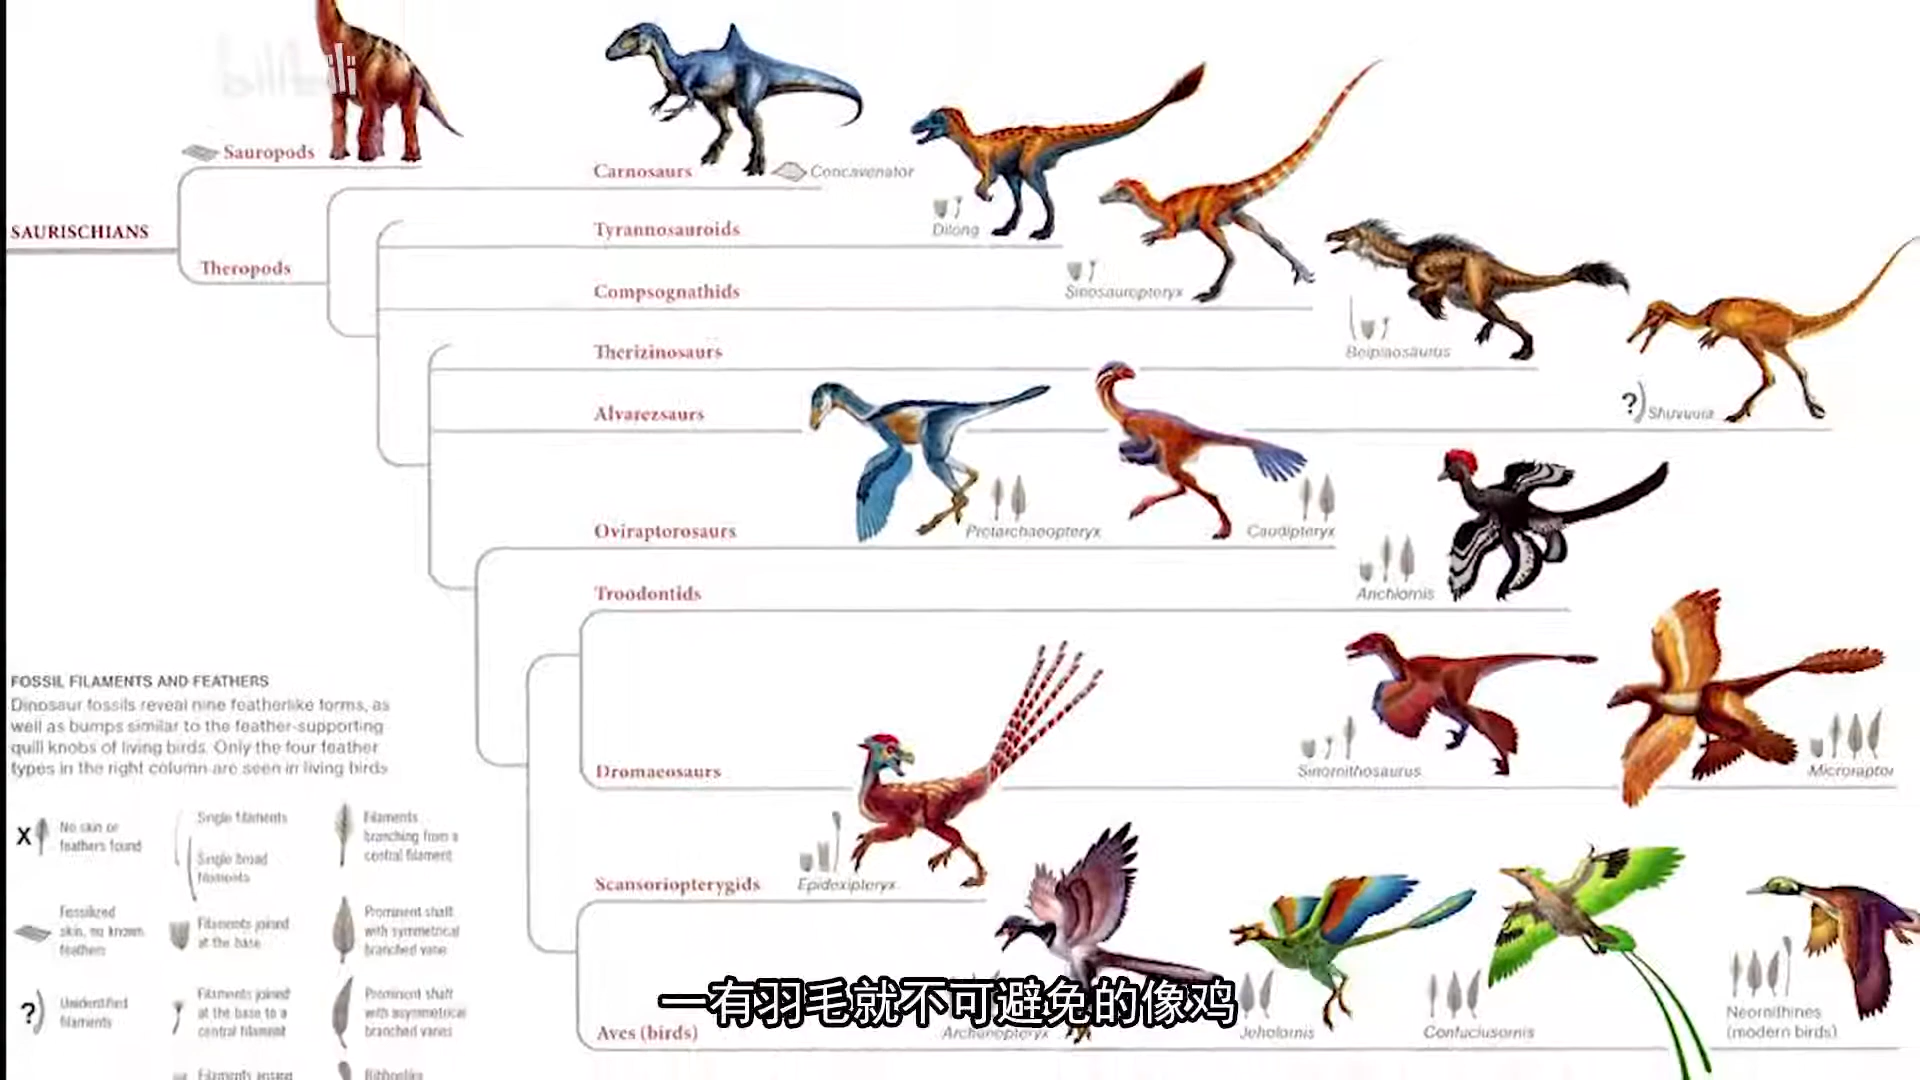 bilibili
Sauropods
Carnosaurs
Concavenator
SAURISCHIANS
Tyrannosauroids
Dilong
Theropods
Compsognathids
Sinosauropteryx
Therizinosaurs
Beipiaosaurus
Alvarezsaurs
?
Shuvuuia
Oviraptorosaurs
Protarchaeopteryx
Caudipteryx
Troodontids
Anchiornis
Dromaeosaurs
Sinornithosaurus
Microraptor
Scansoriopterygids
Epidexipteryx
Aves (birds)
Archaeopteryx
Jeholornis
Confuciusornis
Neornithines
(modern birds)
FOSSIL FILAMENTS AND FEATHERS
Dinosaur fossils reveal nine featherlike forms, as
well as bumps similar to the feather-supporting
quill knobs of living birds. Only the four feather
types in the right column are seen in living birds
X
No skin or
feathers found
Fossilized
skin, no known
feathers
?
Unidentified
filaments
Single filaments
Single broad
filaments
Filaments joined
at the base
Filaments joined
at the base to a
central filament
Filaments arising
Filaments
branching from a
central filament
Prominent shaft
with symmetrical
branched vane
Prominent shaft
with asymmetrical
branched vanes
Ribbonlike
一有羽毛就不可避免的像鸡